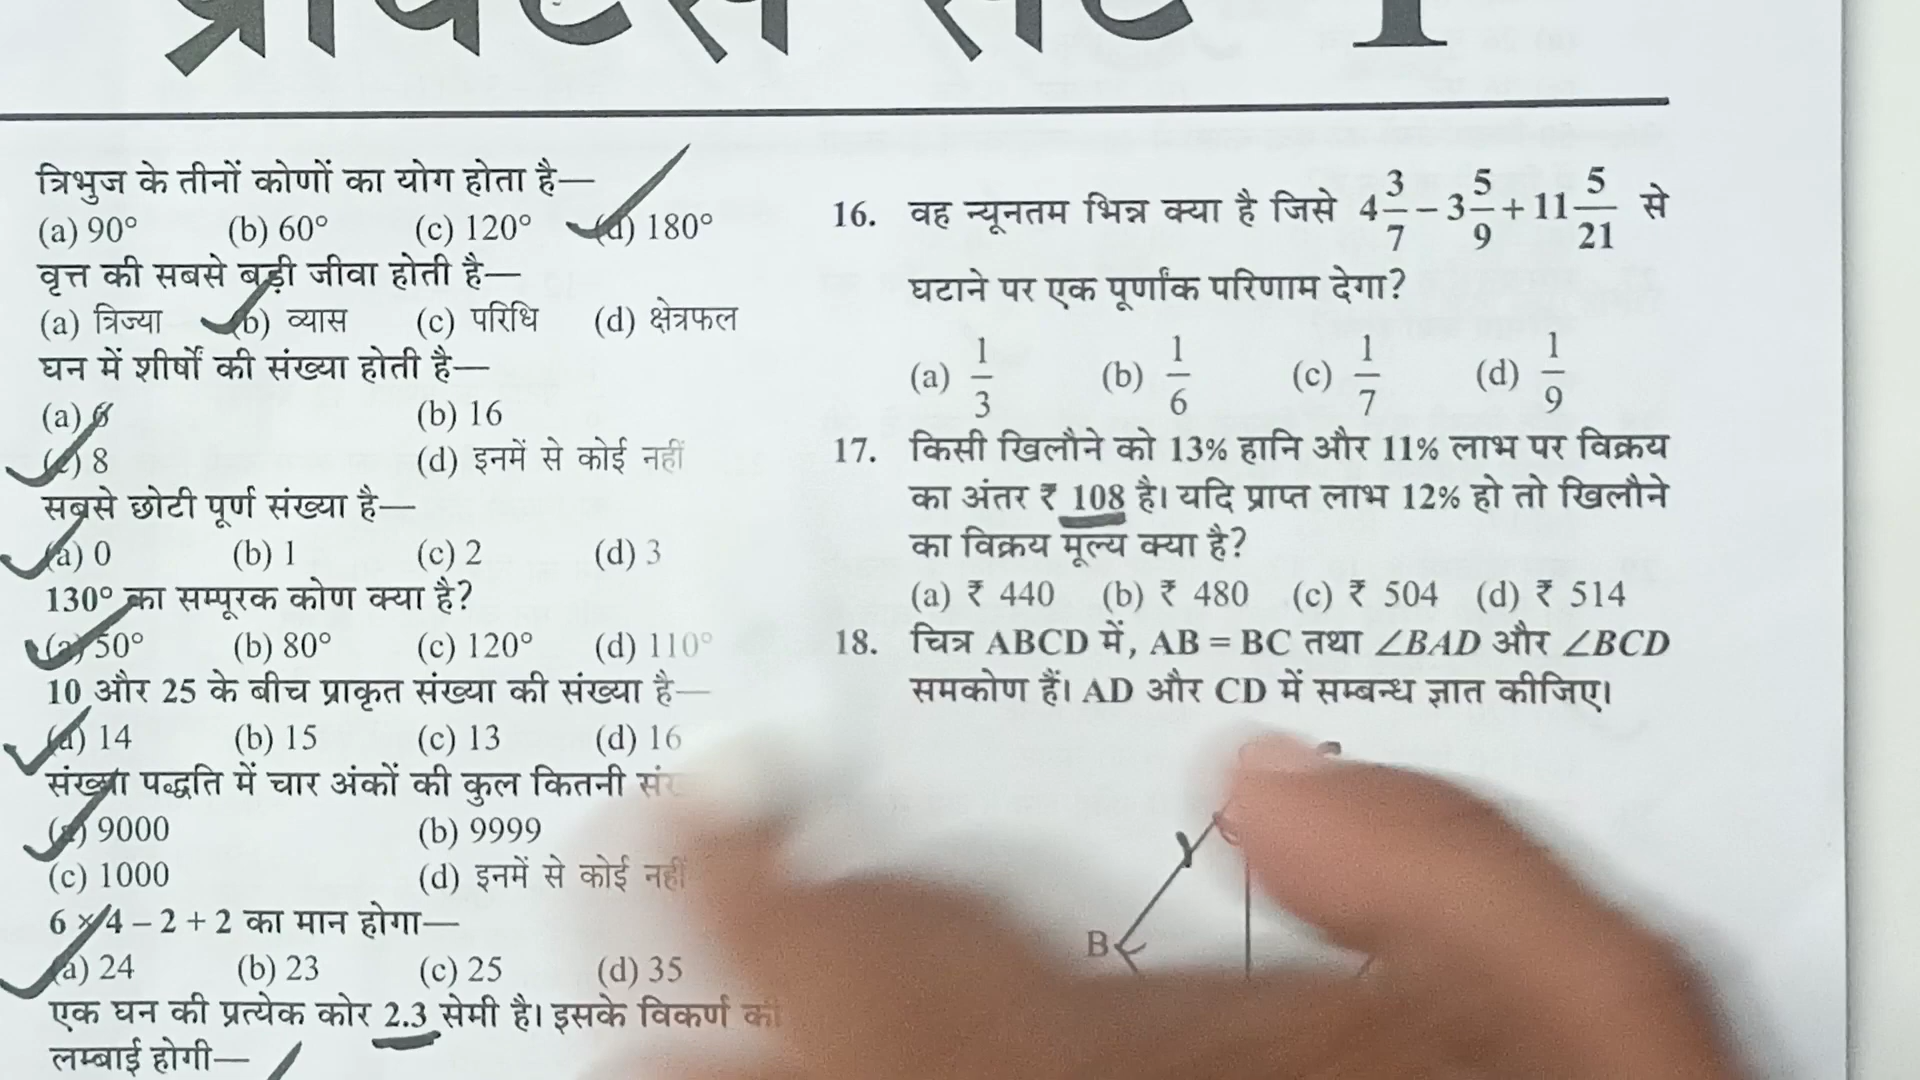 त्रिभुज के तीनों कोणों का योग होता है—
(a) 90° (b) 60° (c) 120° (d) 180°
वृत्त की सबसे बड़ी जीवा होती है—
(a) त्रिज्या (b) व्यास (c) परिधि (d) क्षेत्रफल
घन में शीर्षों की संख्या होती है—
(a) 6 (b) 16
(c) 8 (d) इनमें से कोई नहीं
सबसे छोटी पूर्ण संख्या है—
(a) 0 (b) 1 (c) 2 (d) 3
130° का सम्पूरक कोण क्या है?
(a) 50° (b) 80° (c) 120° (d) 110°
10 और 25 के बीच प्राकृत संख्या की संख्या है—
(a) 14 (b) 15 (c) 13 (d) 16
संख्या पद्धति में चार अंकों की कुल कितनी
(a) 9000 (b) 9999
(c) 1000 (d) इनमें से कोई नहीं
6 × 4 – 2 + 2 का मान होगा—
(a) 24 (b) 23 (c) 25 (d) 35
एक घन की प्रत्येक कोर 2.3 सेमी है। इसके विकर्ण की
लम्बाई होगी—
16. वह न्यूनतम भिन्न क्या है जिसे 4 3/7 – 3 5/9 + 11 5/21 से
घटाने पर एक पूर्णांक परिणाम देगा?
(a) 1/3 (b) 1/6 (c) 1/7 (d) 1/9
17. किसी खिलौने को 13% हानि और 11% लाभ पर विक्रय
का अंतर ₹ 108 है। यदि प्राप्त लाभ 12% हो तो खिलौने
का विक्रय मूल्य क्या है?
(a) ₹ 440 (b) ₹ 480 (c) ₹ 504 (d) ₹ 514
18. चित्र ABCD में, AB = BC तथा ∠BAD और ∠BCD
समकोण हैं। AD और CD में सम्बन्ध ज्ञात कीजिए।
B